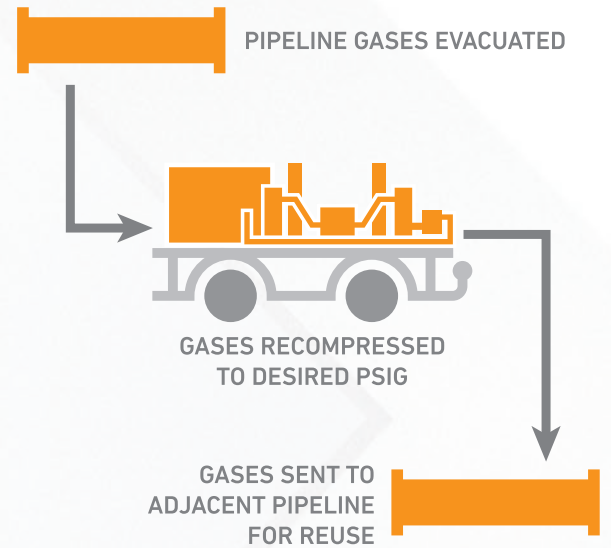 PIPELINE GASES EVACUATED
GASES RECOMPRESSED
TO DESIRED PSIG
GASES SENT TO
ADJACENT PIPELINE
FOR REUSE